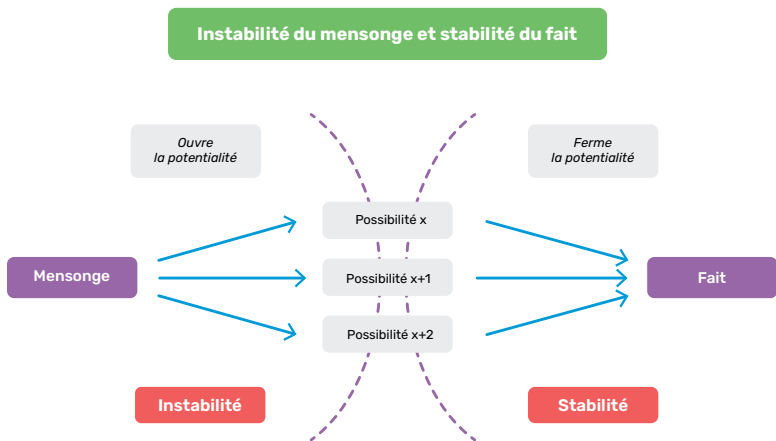 Instabilité du mensonge et stabilité du fait
Ouvre
la potentialité
Ferme
la potentialité
Possibilité x
Mensonge
Possibilité x+1
Fait
Possibilité x+2
Instabilité
Stabilité